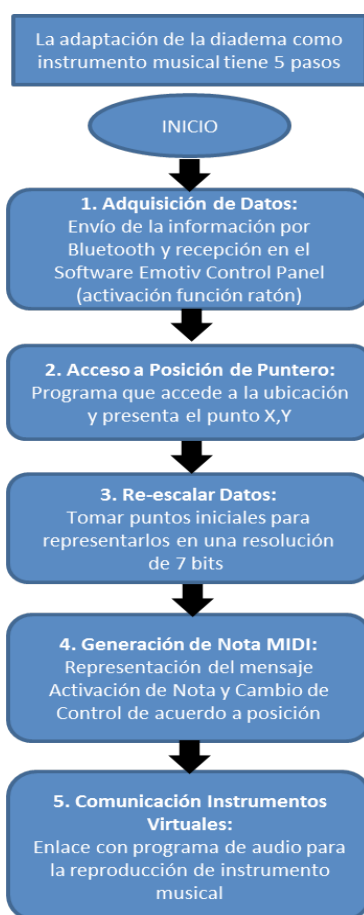 La adaptación de la diadema como
instrumento musical tiene 5 pasos
INICIO
1. Adquisición de Datos:
Envío de la información por
Bluetooth y recepción en el
Software Emotiv Control Panel
(activación función ratón)
2. Acceso a Posición de Puntero:
Programa que accede a la ubicación
y presenta el punto X,Y
3. Re-escalar Datos:
Tomar puntos iniciales para
representarlos en una resolución
de 7 bits
4. Generación de Nota MIDI:
Representación del mensaje
Activación de Nota y Cambio de
Control de acuerdo a posición
5. Comunicación Instrumentos
Virtuales:
Enlace con programa de audio para
la reproducción de instrumento
musical